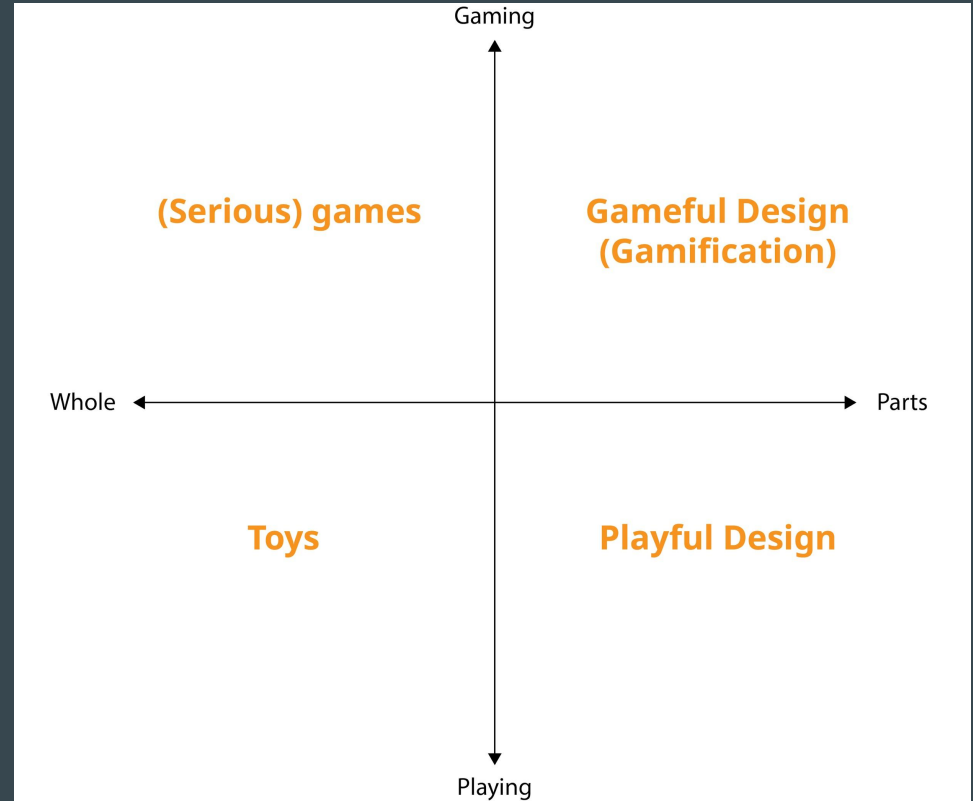 Gaming
(Serious) games
Gameful Design
(Gamification)
Whole
Parts
Toys
Playful Design
Playing